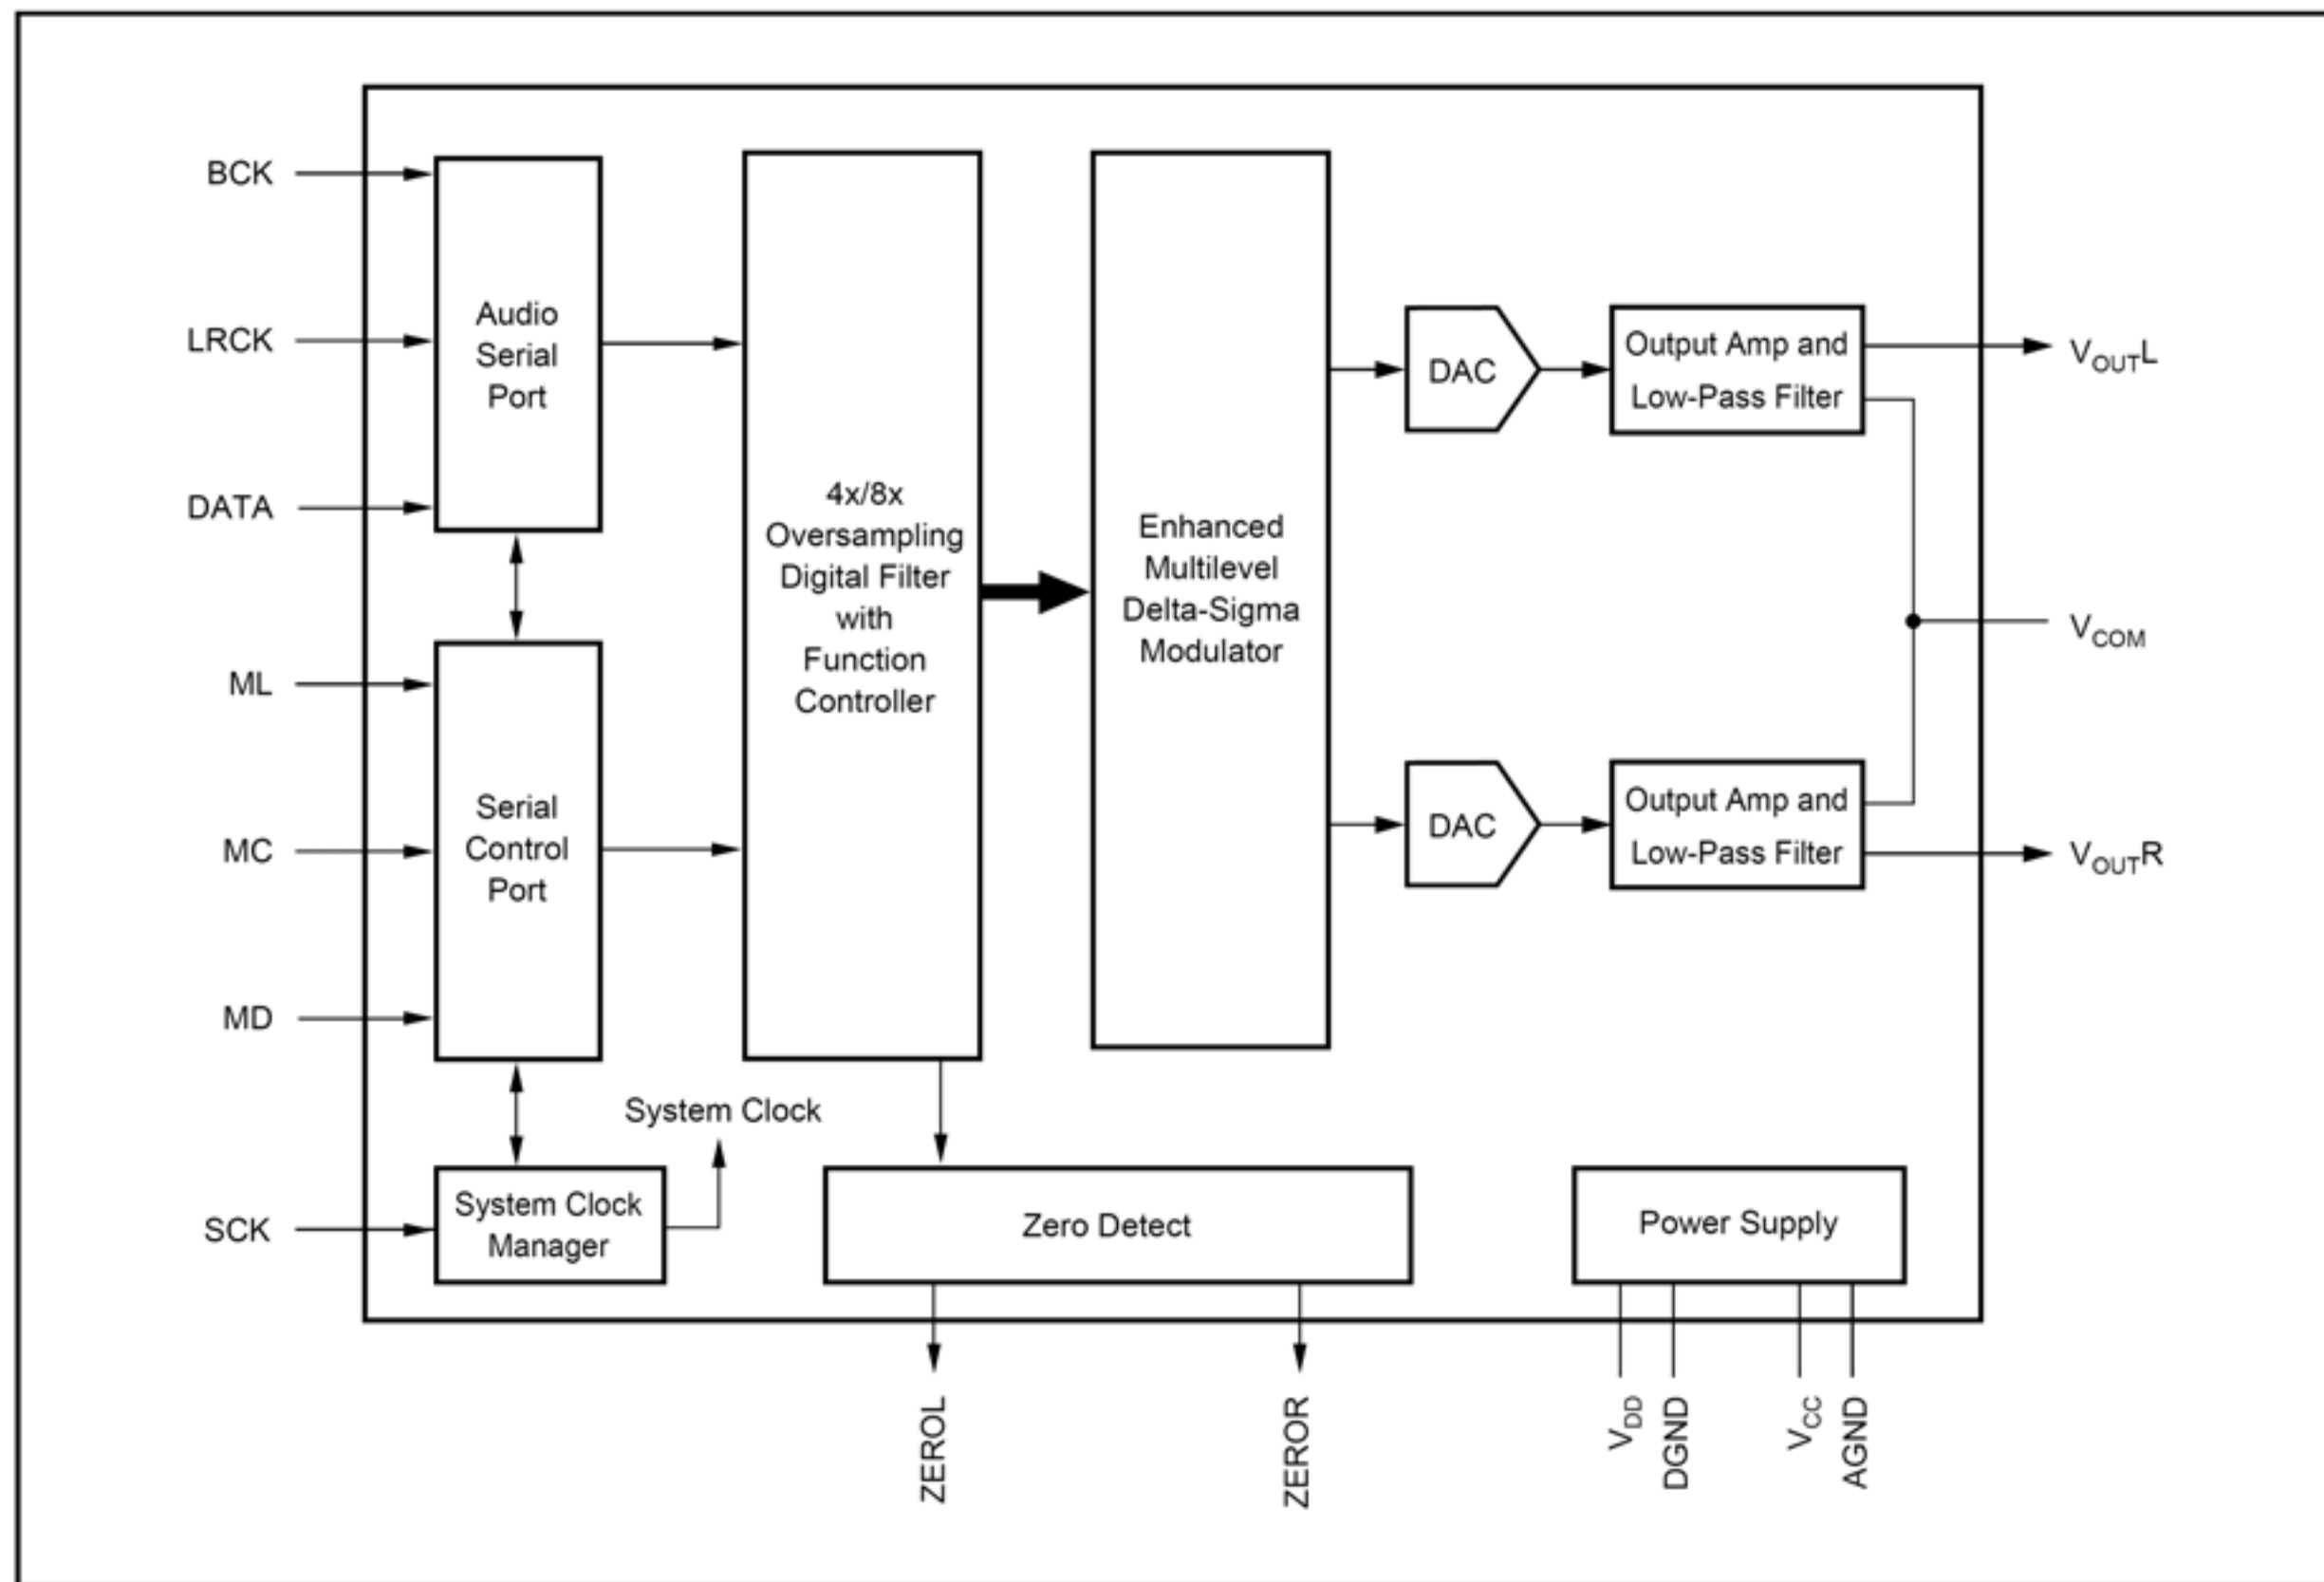 BCK
LRCK
DATA
ML
MC
MD
SCK
Audio
Serial
Port
Serial
Control
Port
System Clock
System Clock
Manager
4x/8x
Oversampling
Digital Filter
with
Function
Controller
Enhanced
Multilevel
Delta-Sigma
Modulator
DAC
Output Amp and
Low-Pass Filter
DAC
Output Amp and
Low-Pass Filter
VOUTL
VCOM
VOUTR
Zero Detect
Power Supply
ZEROL
ZEROR
VDD
DGND
VCC
AGND